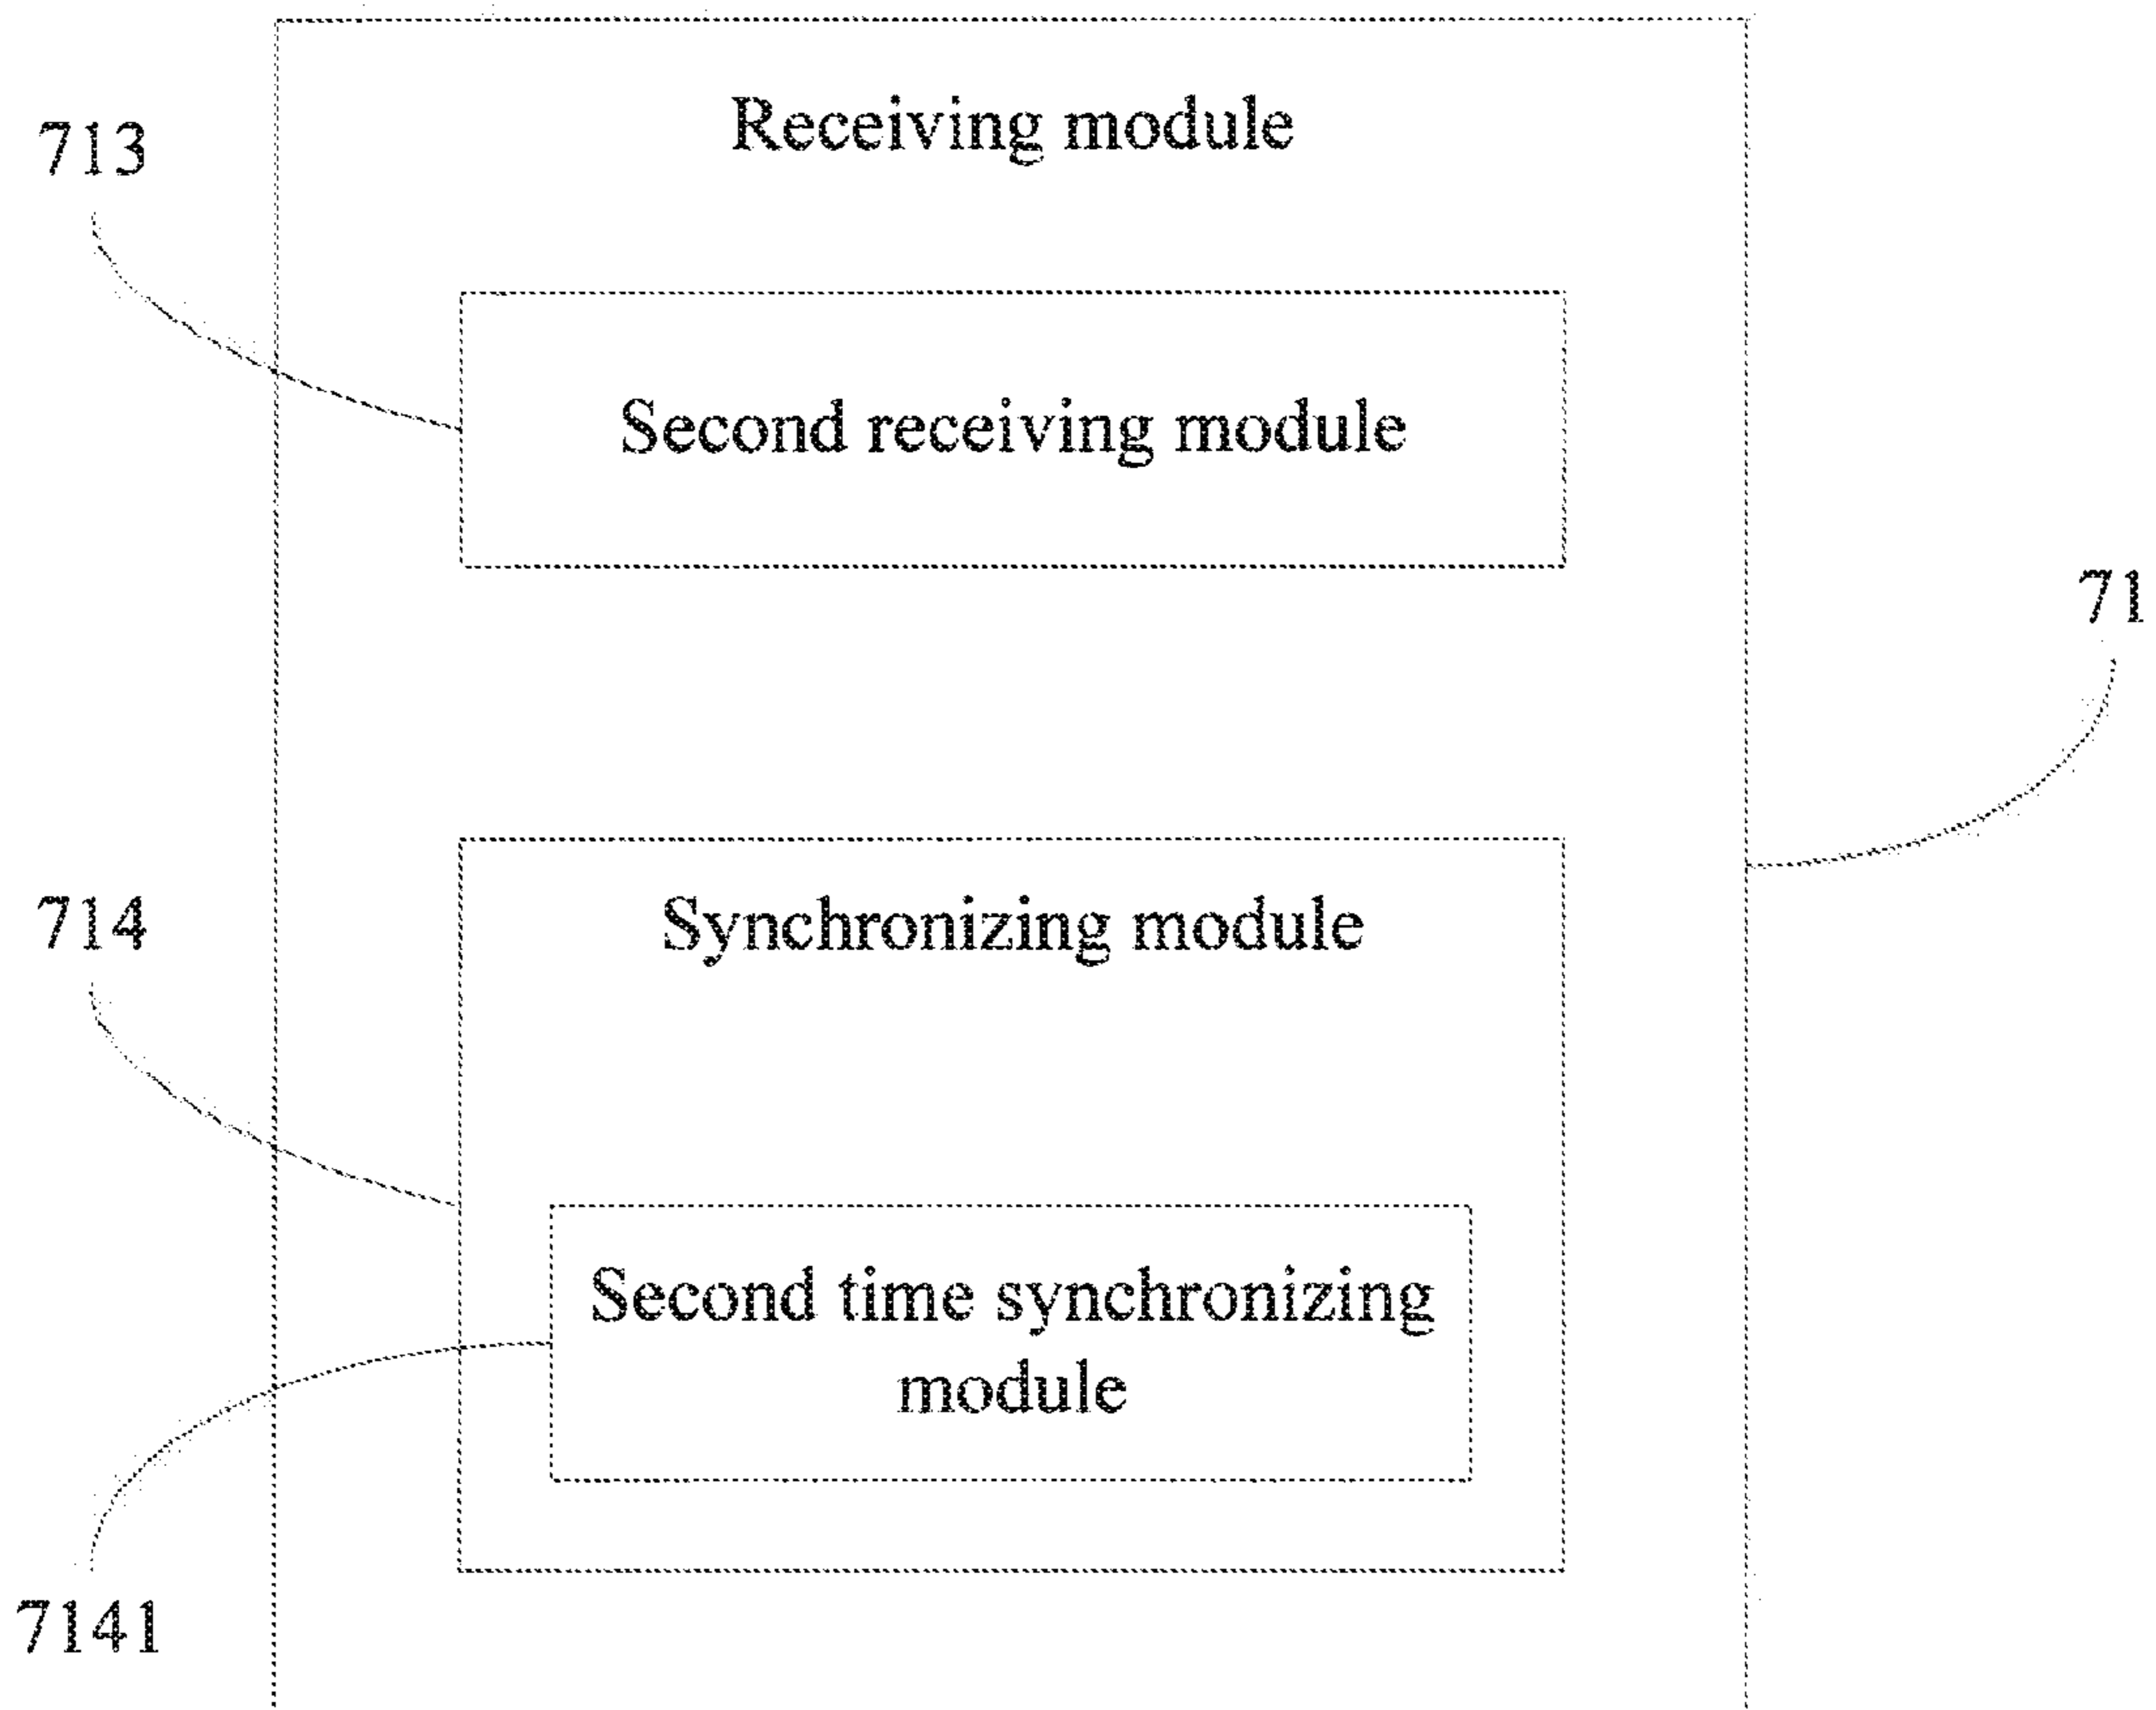 Receiving module
713
Second receiving module
71
714
Synchronizing module
Second time synchronizing
module
7141